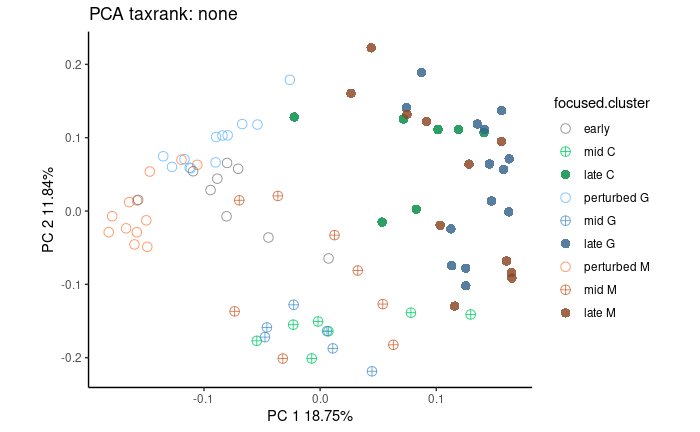 PCA taxrank: none
0.2
0.1
0.0
-0.1
-0.2
PC 2 11.84%
-0.1
0.0
0.1
PC 1 18.75%
focused.cluster
early
mid C
late C
perturbed G
mid G
late G
perturbed M
mid M
late M